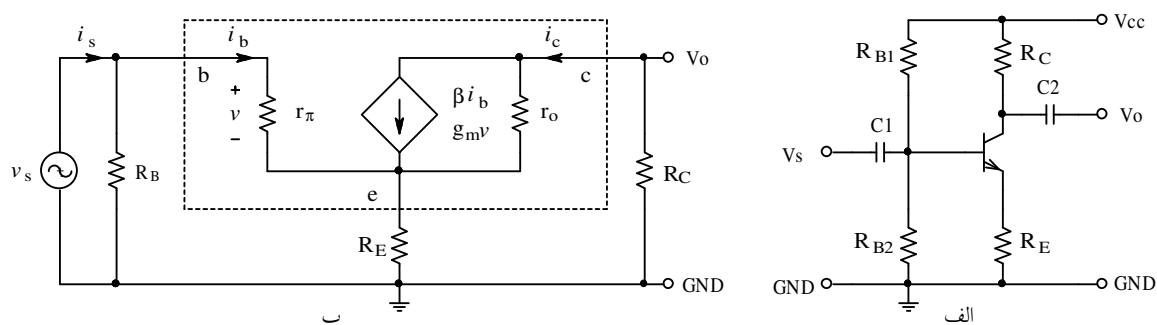 i_s
i_b
i_c
Vo
b
c
+
v
−
r_π
βi_b
g_m v
r_o
v_s
R_B
R_C
e
R_E
GND
ب
Vcc
R_B1
R_C
C2
C1
Vo
Vs
R_B2
R_E
GND
GND
الف